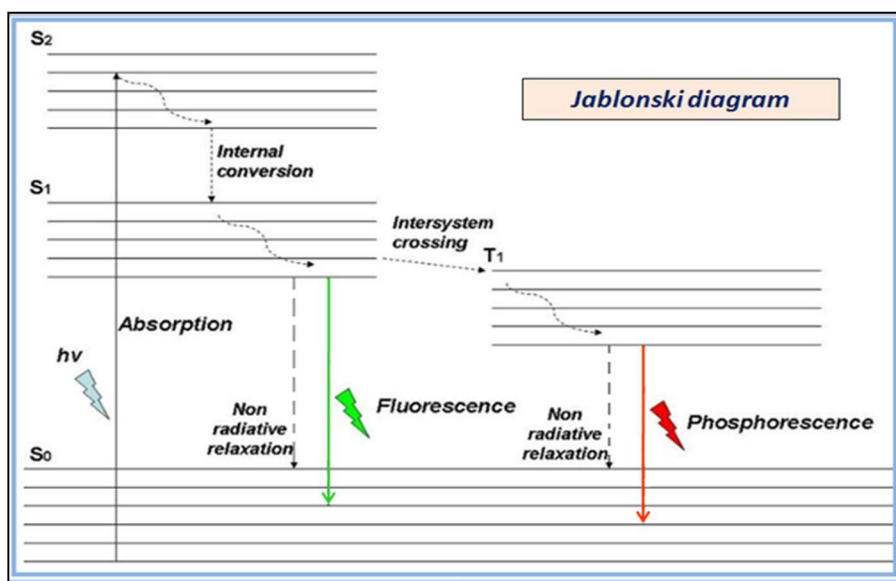 S2
Jablonski diagram
Internal
conversion
S1
Intersystem
crossing
T1
Absorption
hv
Non
radiative
relaxation
Fluorescence
Non
radiative
relaxation
Phosphorescence
S0